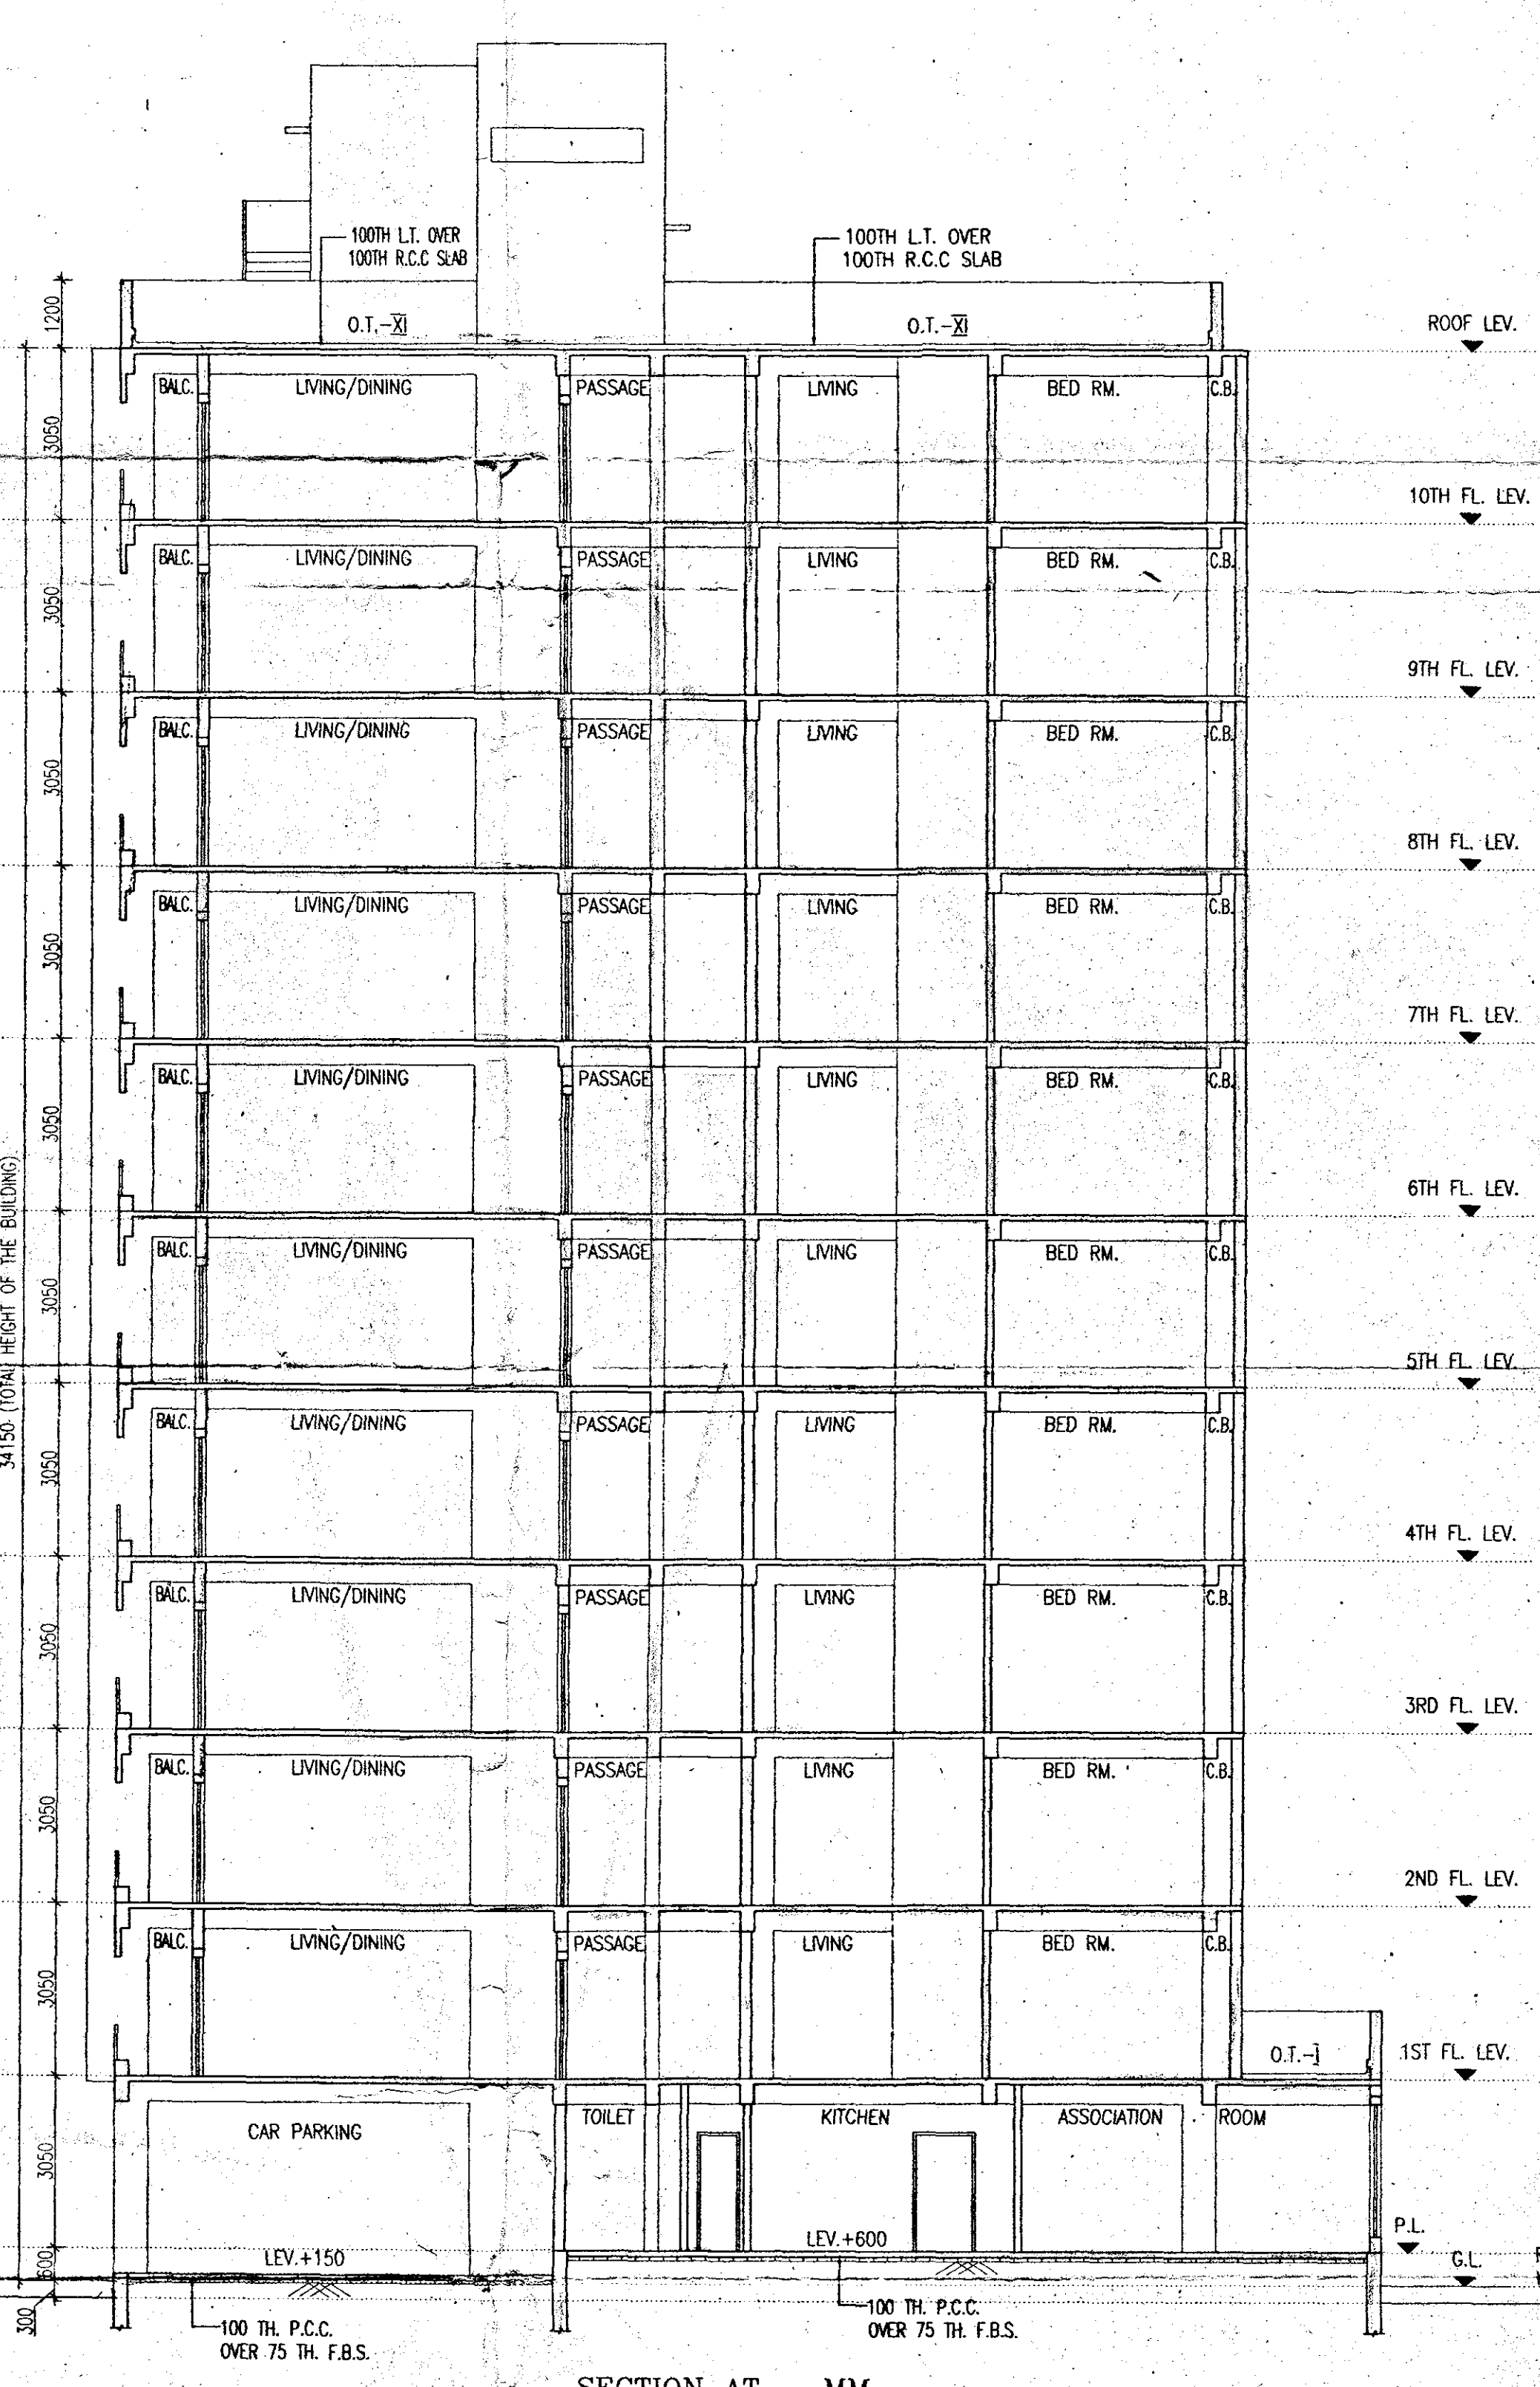 100TH L.T. OVER
100TH R.C.C SLAB
100TH L.T. OVER
100TH R.C.C SLAB
1200
O.T.-XI
O.T.-XI
ROOF LEV.
BALC. LIVING/DINING PASSAGE LIVING BED RM. C.B.
3050
10TH FL. LEV.
BALC. LIVING/DINING PASSAGE LIVING BED RM. C.B.
3050
9TH FL. LEV.
BALC. LIVING/DINING PASSAGE LIVING BED RM. C.B.
3050
8TH FL. LEV.
BALC. LIVING/DINING PASSAGE LIVING BED RM. C.B.
3050
7TH FL. LEV.
BALC. LIVING/DINING PASSAGE LIVING BED RM. C.B.
3050
34150 (TOTAL HEIGHT OF THE BUILDING)
6TH FL. LEV.
BALC. LIVING/DINING PASSAGE LIVING BED RM. C.B.
3050
5TH FL. LEV.
BALC. LIVING/DINING PASSAGE LIVING BED RM. C.B.
3050
4TH FL. LEV.
BALC. LIVING/DINING PASSAGE LIVING BED RM. C.B.
3050
3RD FL. LEV.
BALC. LIVING/DINING PASSAGE LIVING BED RM. C.B.
3050
2ND FL. LEV.
BALC. LIVING/DINING PASSAGE LIVING BED RM. C.B.
3050
O.T.-I
1ST FL. LEV.
CAR PARKING TOILET KITCHEN ASSOCIATION ROOM
3050
P.L.
LEV.+150 LEV.+600
600
G.L.
300
100 TH. P.C.C.
OVER 75 TH. F.B.S.
100 TH. P.C.C.
OVER 75 TH. F.B.S.
SECTION AT MM